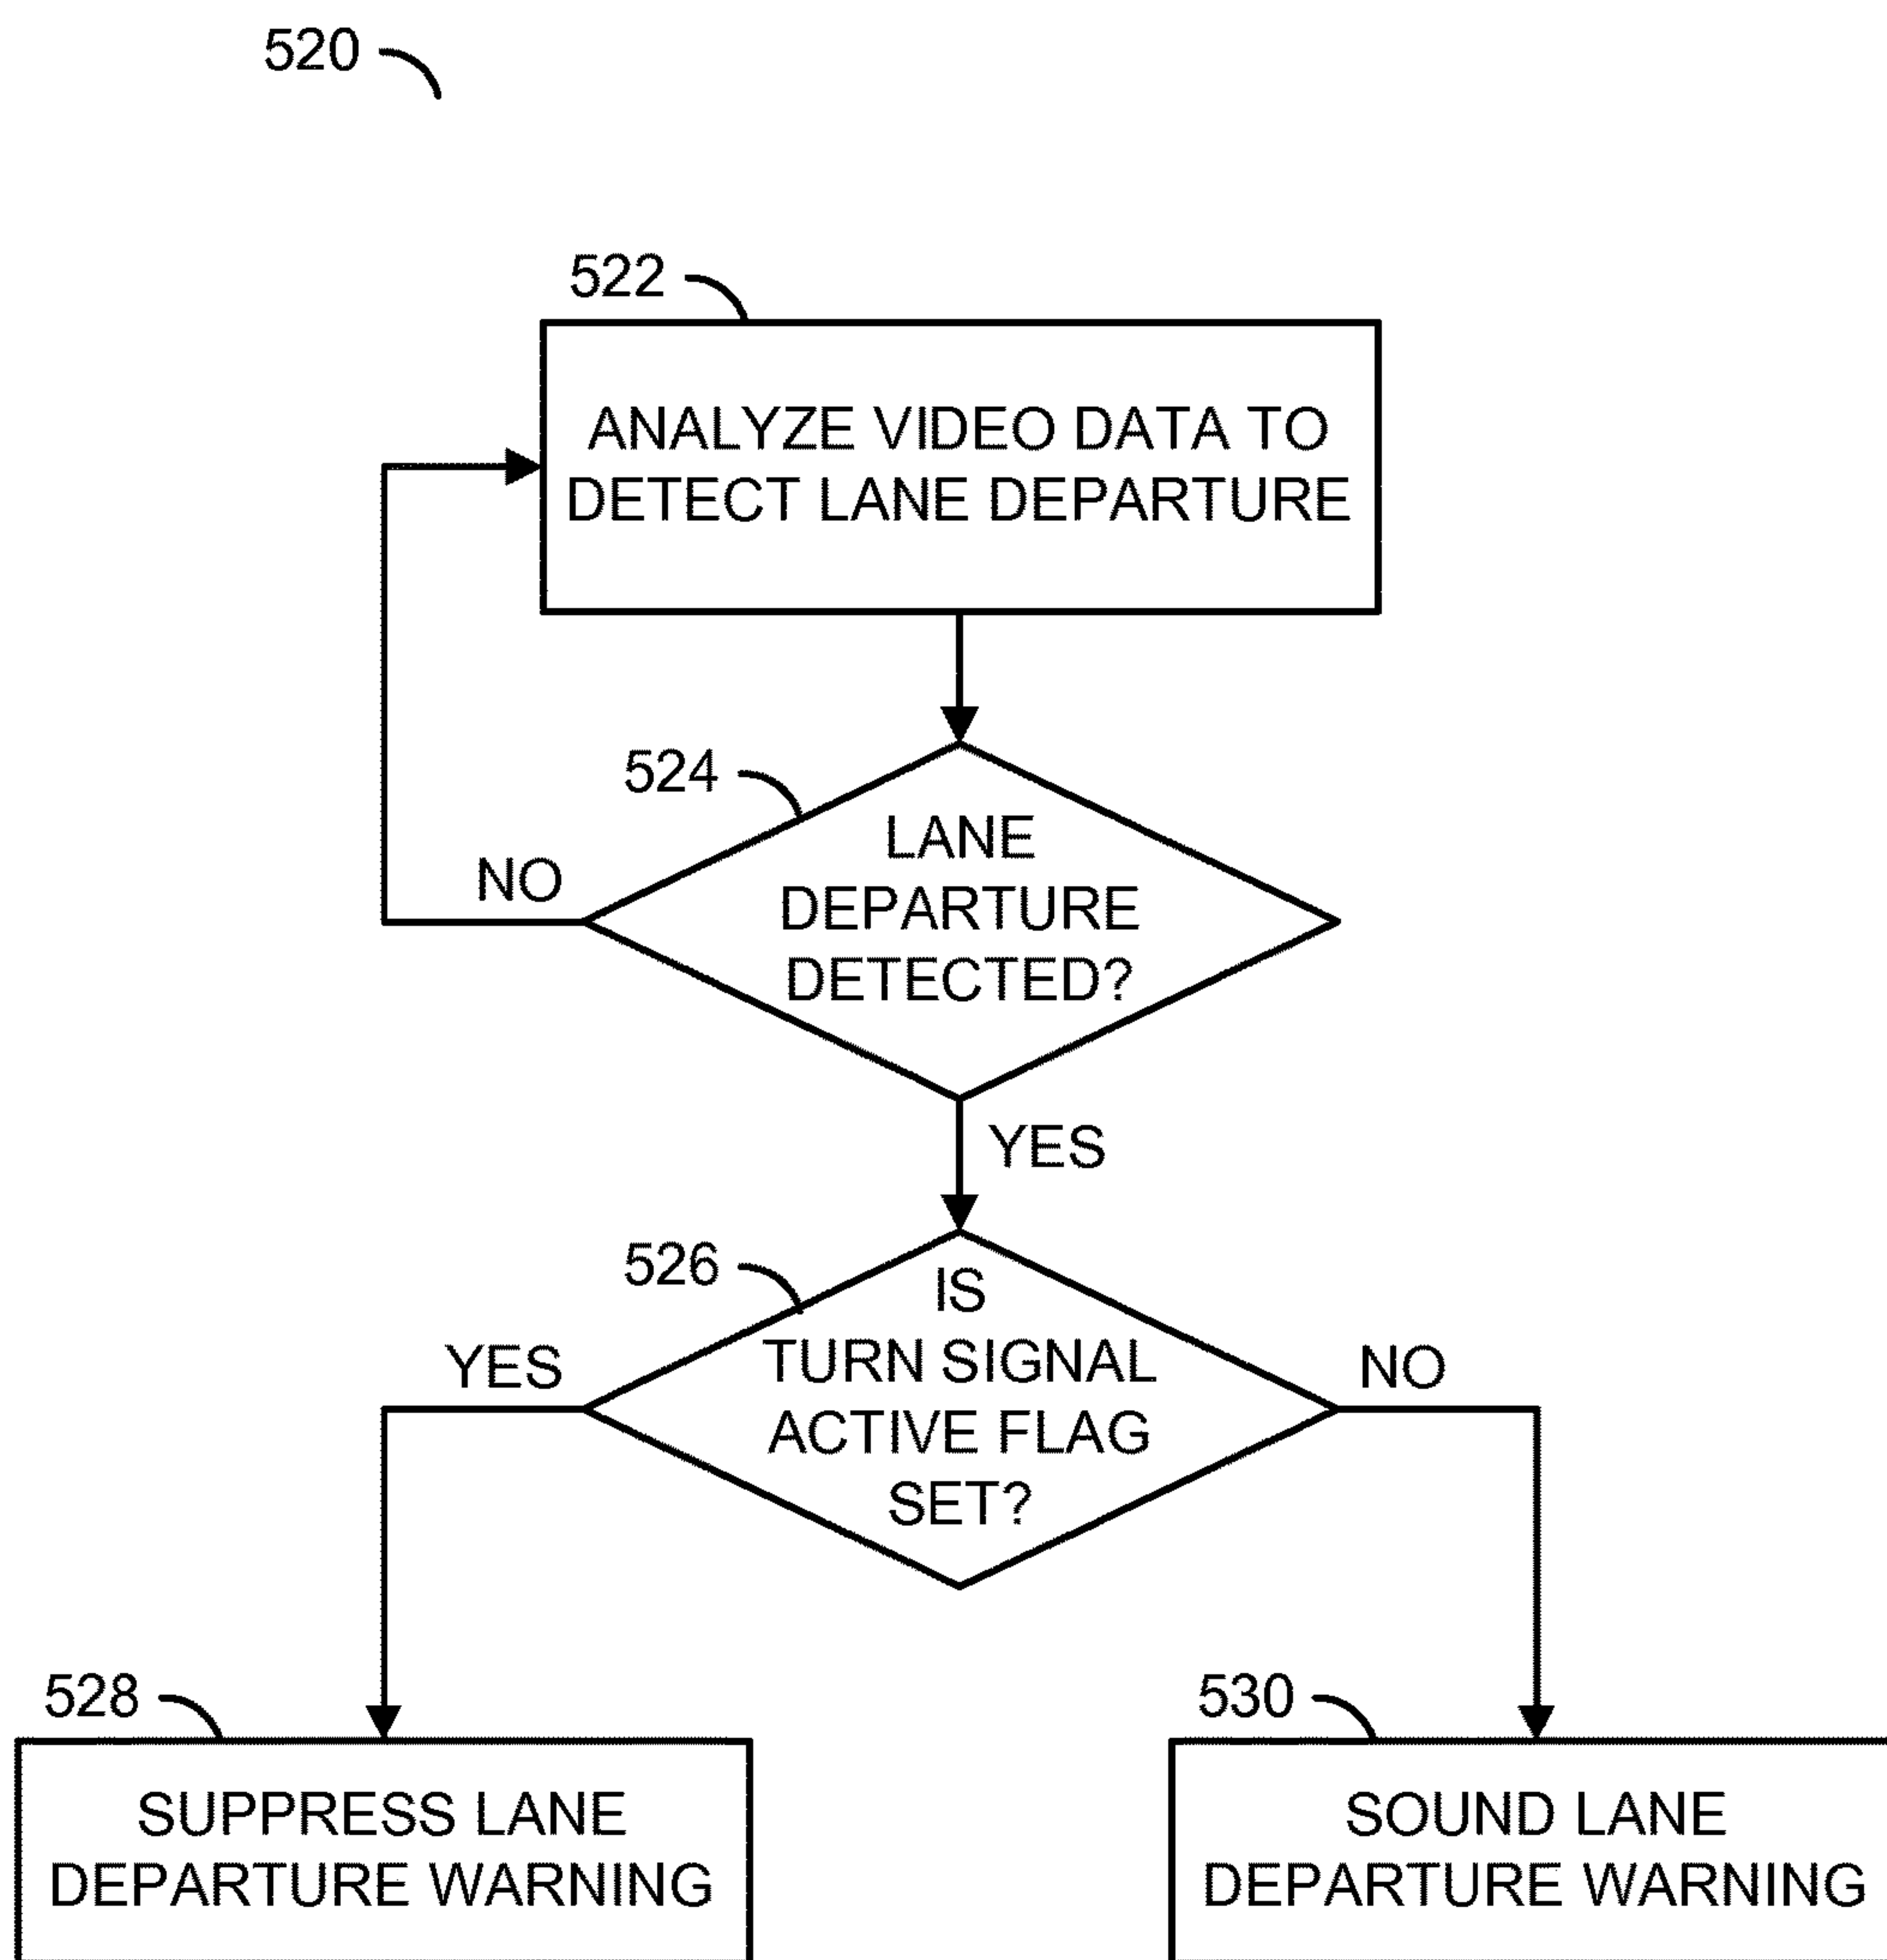 520
522
ANALYZE VIDEO DATA TO
DETECT LANE DEPARTURE
524
LANE
DEPARTURE
DETECTED?
NO
YES
526
IS
TURN SIGNAL
ACTIVE FLAG
SET?
YES
NO
528
SUPPRESS LANE
DEPARTURE WARNING
530
SOUND LANE
DEPARTURE WARNING